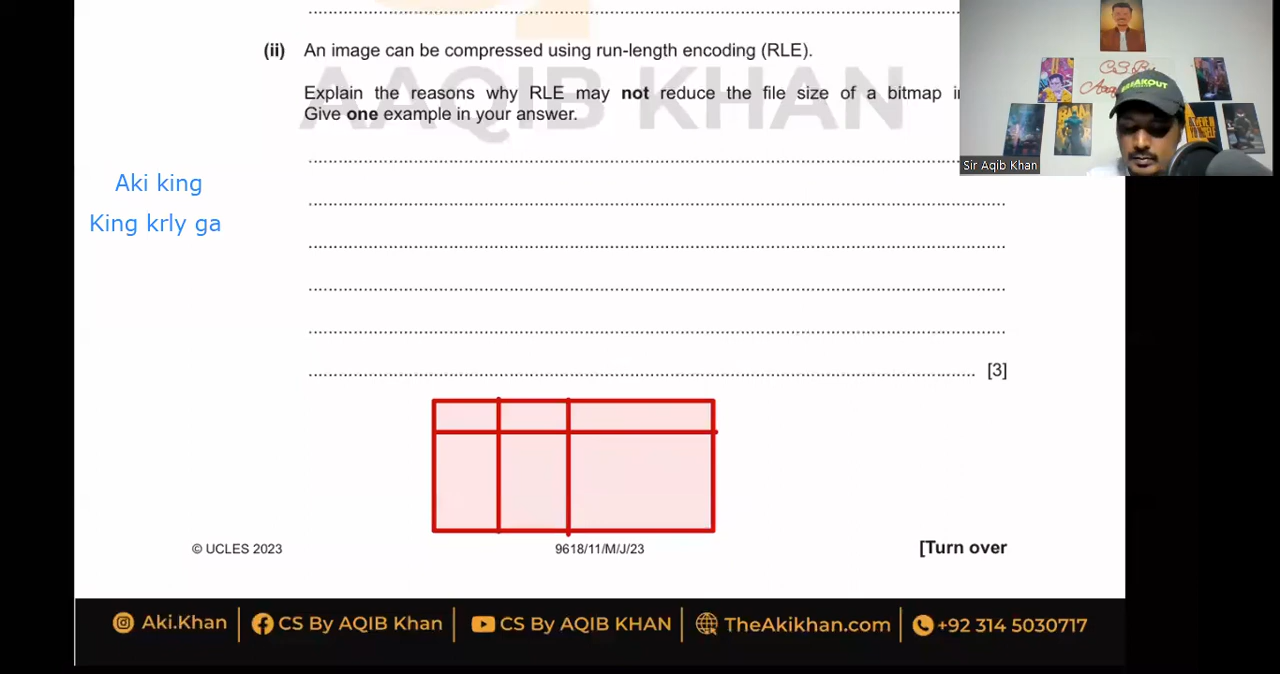 (ii) An image can be compressed using run-length encoding (RLE).
AAQIB KHAN
Explain the reasons why RLE may not reduce the file size of a bitmap
Give one example in your answer.
Sir Aqib Khan
BREAKOUT
Aki king
King krly ga
[3]
© UCLES 2023
9618/11/M/J/23
[Turn over
Aki.Khan
CS By AQIB Khan
CS By AQIB KHAN
TheAkikhan.com
+92 314 5030717